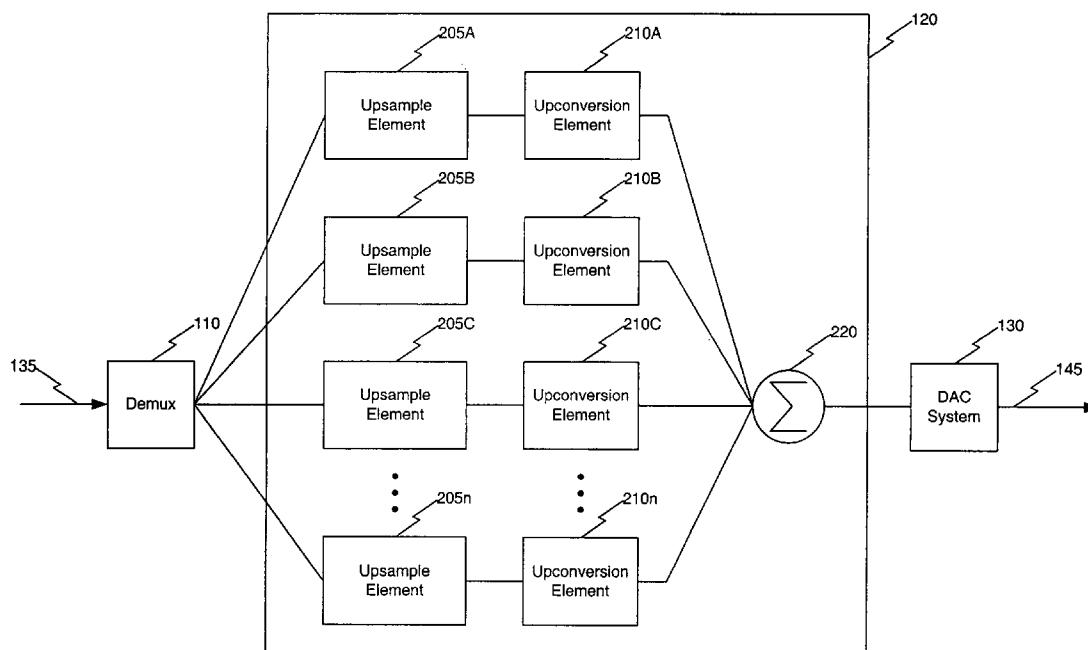 120
205A
210A
Upsample
Element
Upconversion
Element
205B
210B
Upsample
Element
Upconversion
Element
110
205C
210C
220
130
135
145
Demux
Upsample
Element
Upconversion
Element
Σ
DAC
System
205n
210n
Upsample
Element
Upconversion
Element